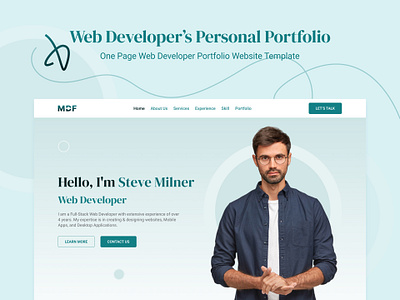 Web Developer's Personal Portfolio
One Page Web Developer Portfolio Website Template
MDF
Home About Us Services Experience Skill Portfolio
LET'S TALK
Hello, I'm Steve Milner
Web Developer
I am a Full Stack Web Developer with extensive experience of over
4 years. My expertise is in creating & designing websites, Mobile
Apps, and Desktop Applications.
LEARN MORE CONTACT US